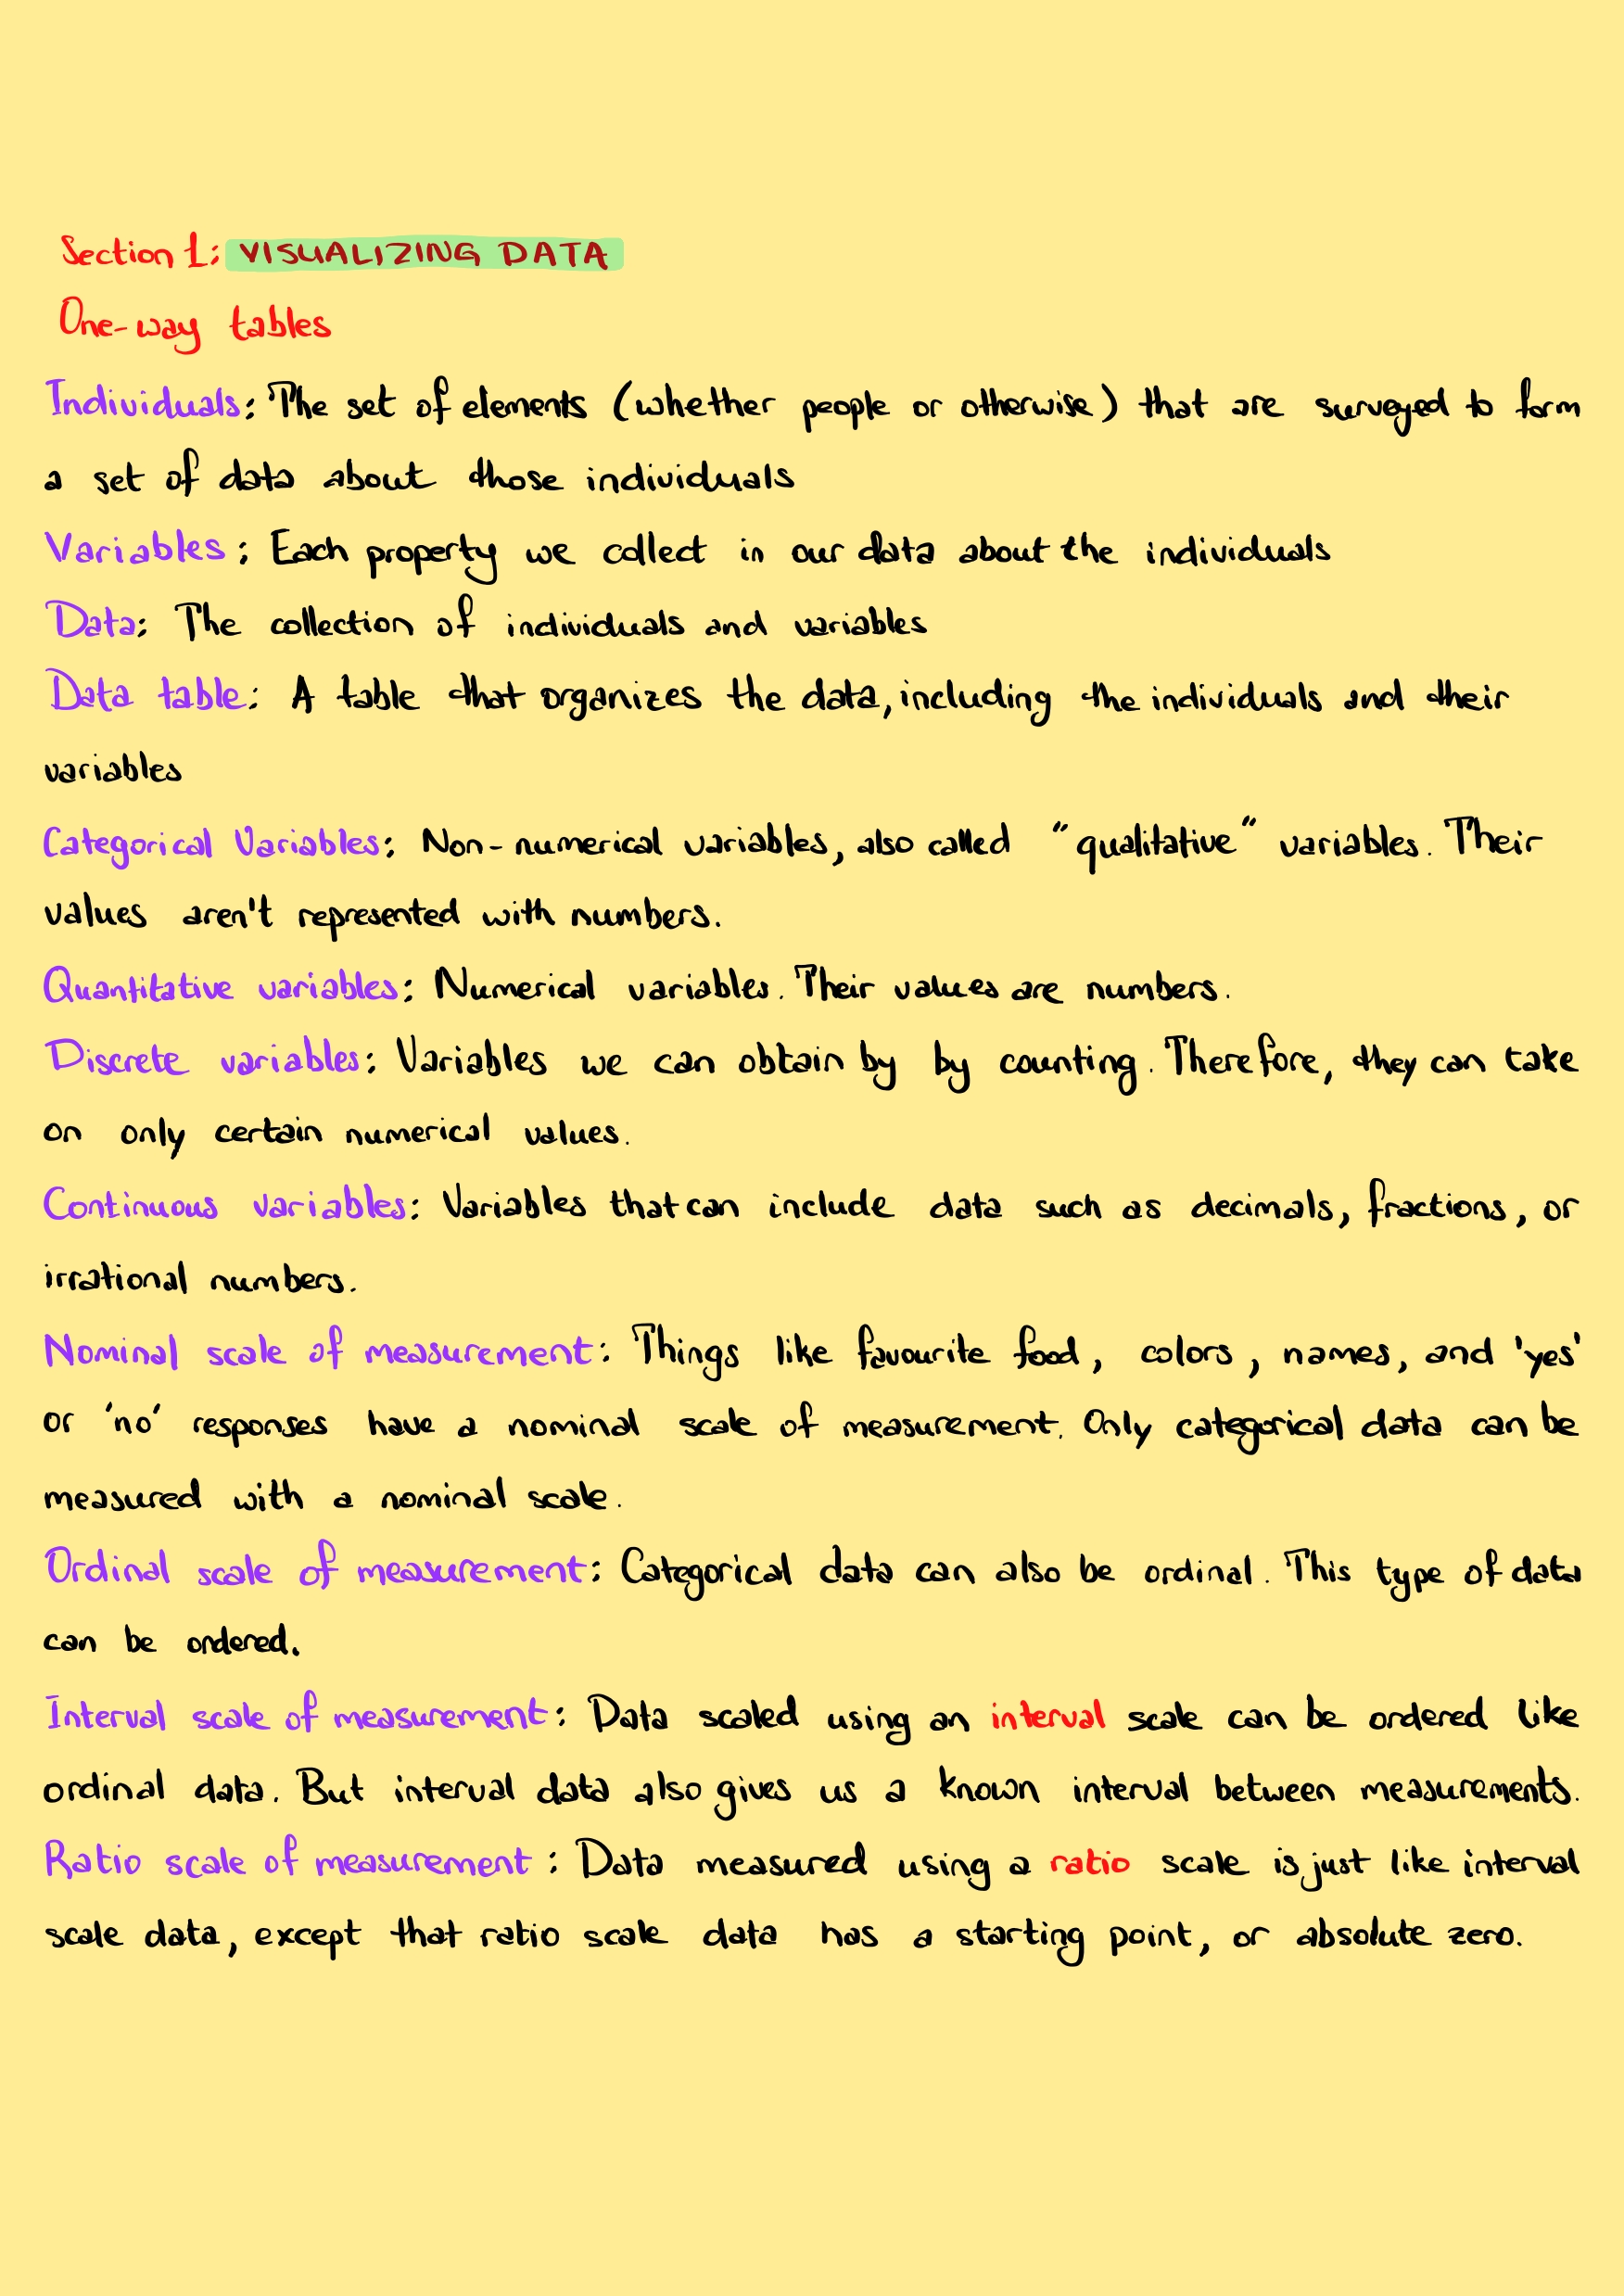 Section 1: VISUALIZING DATA
One-way tables
Individuals: The set of elements (whether people or otherwise) that are surveyed to form
a set of data about those individuals
Variables: Each property we collect in our data about the individuals
Data: The collection of individuals and variables
Data table: A table that organizes the data, including the individuals and their
variables
Categorical Variables: Non-numerical variables, also called "qualitative" variables. Their
values aren't represented with numbers.
Quantitative variables: Numerical variables. Their values are numbers.
Discrete variables: Variables we can obtain by by counting. Therefore, they can take
on only certain numerical values.
Continuous variables: Variables that can include data such as decimals, fractions, or
irrational numbers.
Nominal scale of measurement: Things like favourite food, colors, names, and 'yes'
or 'no' responses have a nominal scale of measurement. Only categorical data can be
measured with a nominal scale.
Ordinal scale of measurement: Categorical data can also be ordinal. This type of data
can be ordered.
Interval scale of measurement: Data scaled using an interval scale can be ordered like
ordinal data. But interval data also gives us a known interval between measurements.
Ratio scale of measurement: Data measured using a ratio scale is just like interval
scale data, except that ratio scale data has a starting point, or absolute zero.